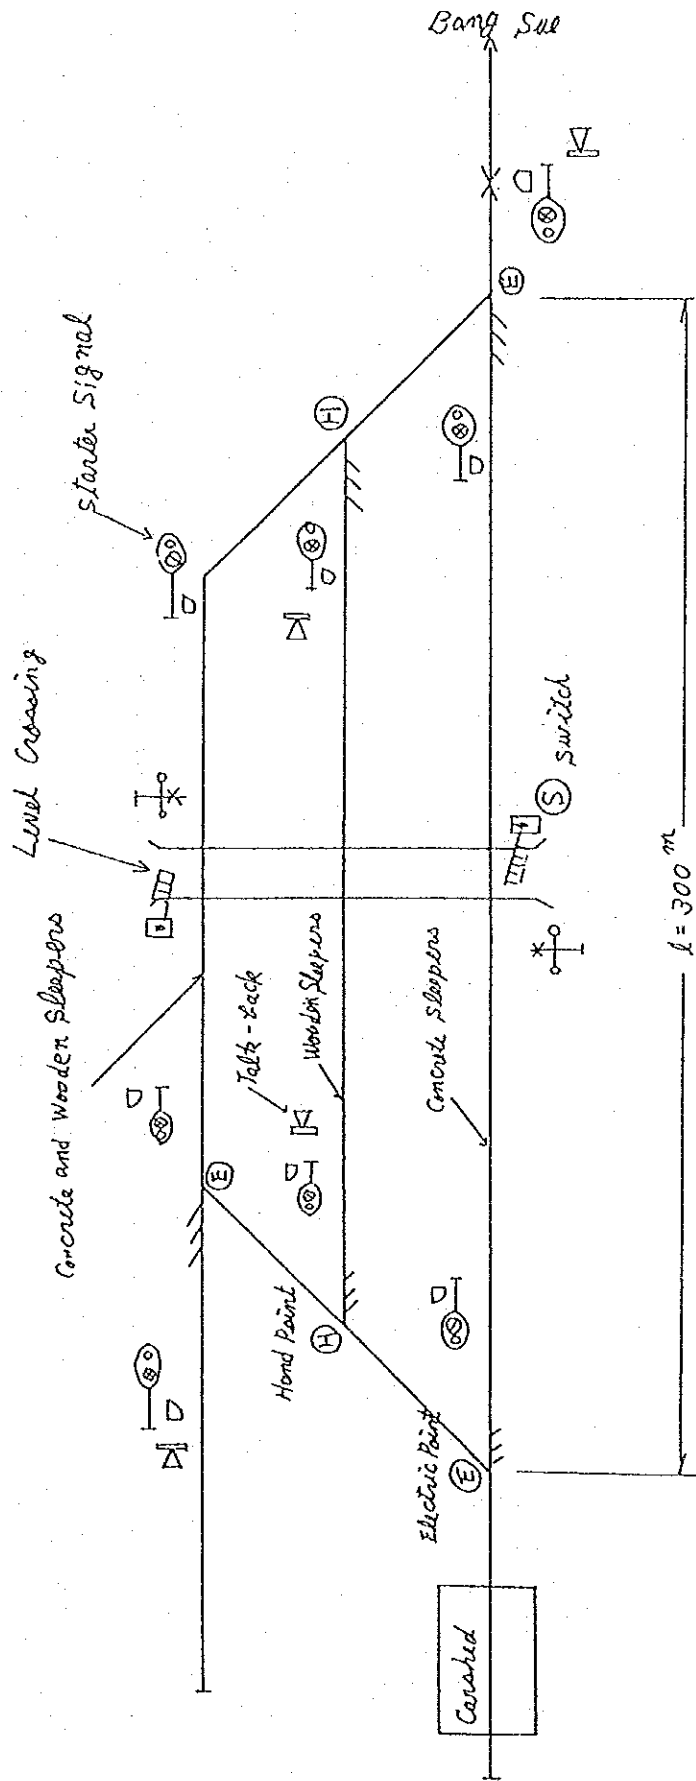 Bang Sue
Starter Signal
Level Crossing
Concrete and Wooden Sleepers
Talk-back
Wooden Sleepers
Concrete Sleepers
Hand Point
Electric Point
Carshed
S switch
l = 300 m
E
H
E
H
E